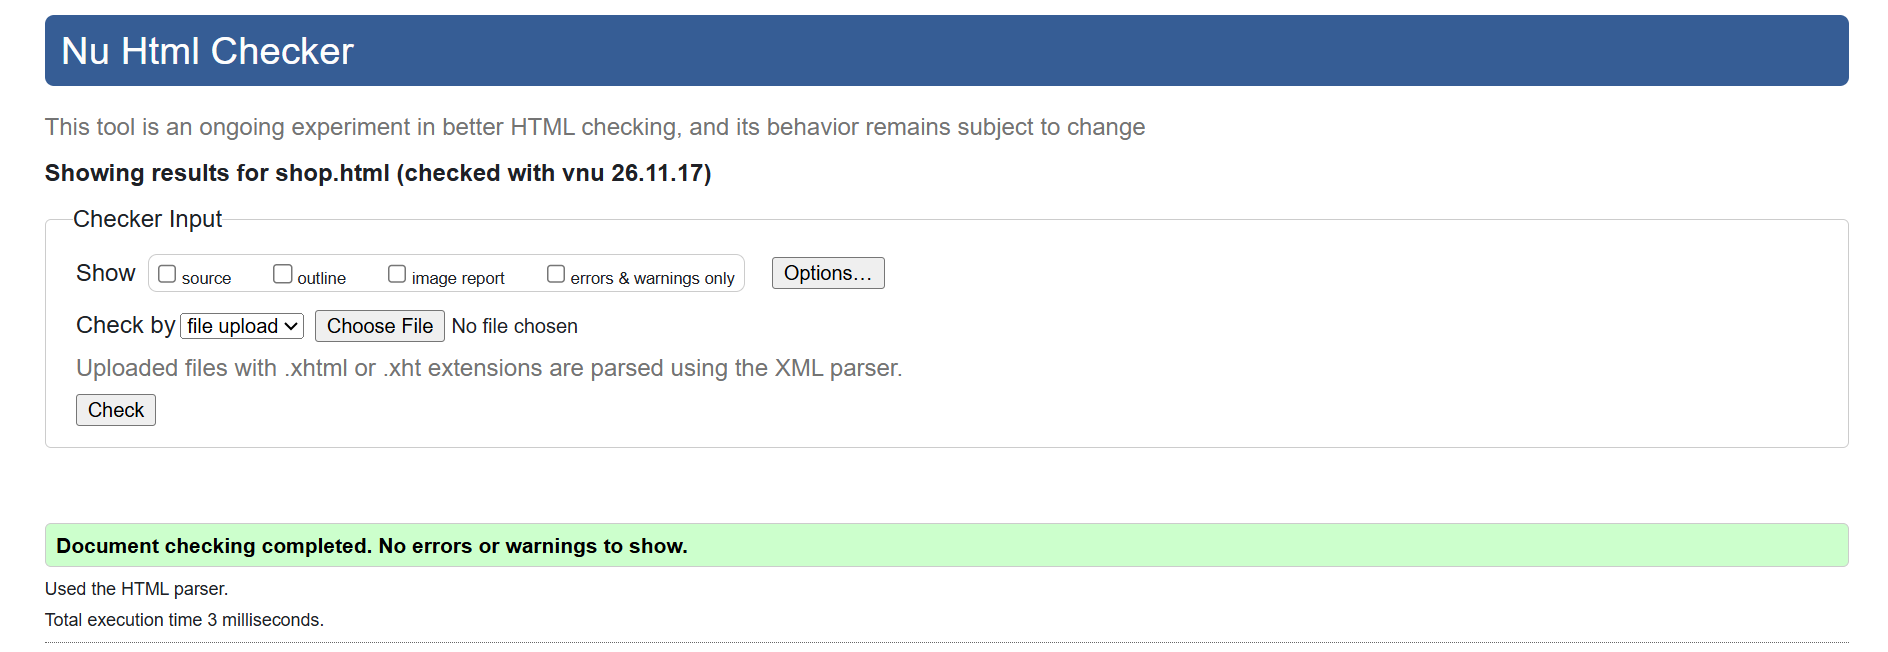 Nu Html Checker
This tool is an ongoing experiment in better HTML checking, and its behavior remains subject to change
Showing results for shop.html (checked with vnu 26.11.17)
Checker Input
Show source outline image report errors & warnings only Options…
Check by file upload Choose File No file chosen
Uploaded files with .xhtml or .xht extensions are parsed using the XML parser.
Check
Document checking completed. No errors or warnings to show.
Used the HTML parser.
Total execution time 3 milliseconds.